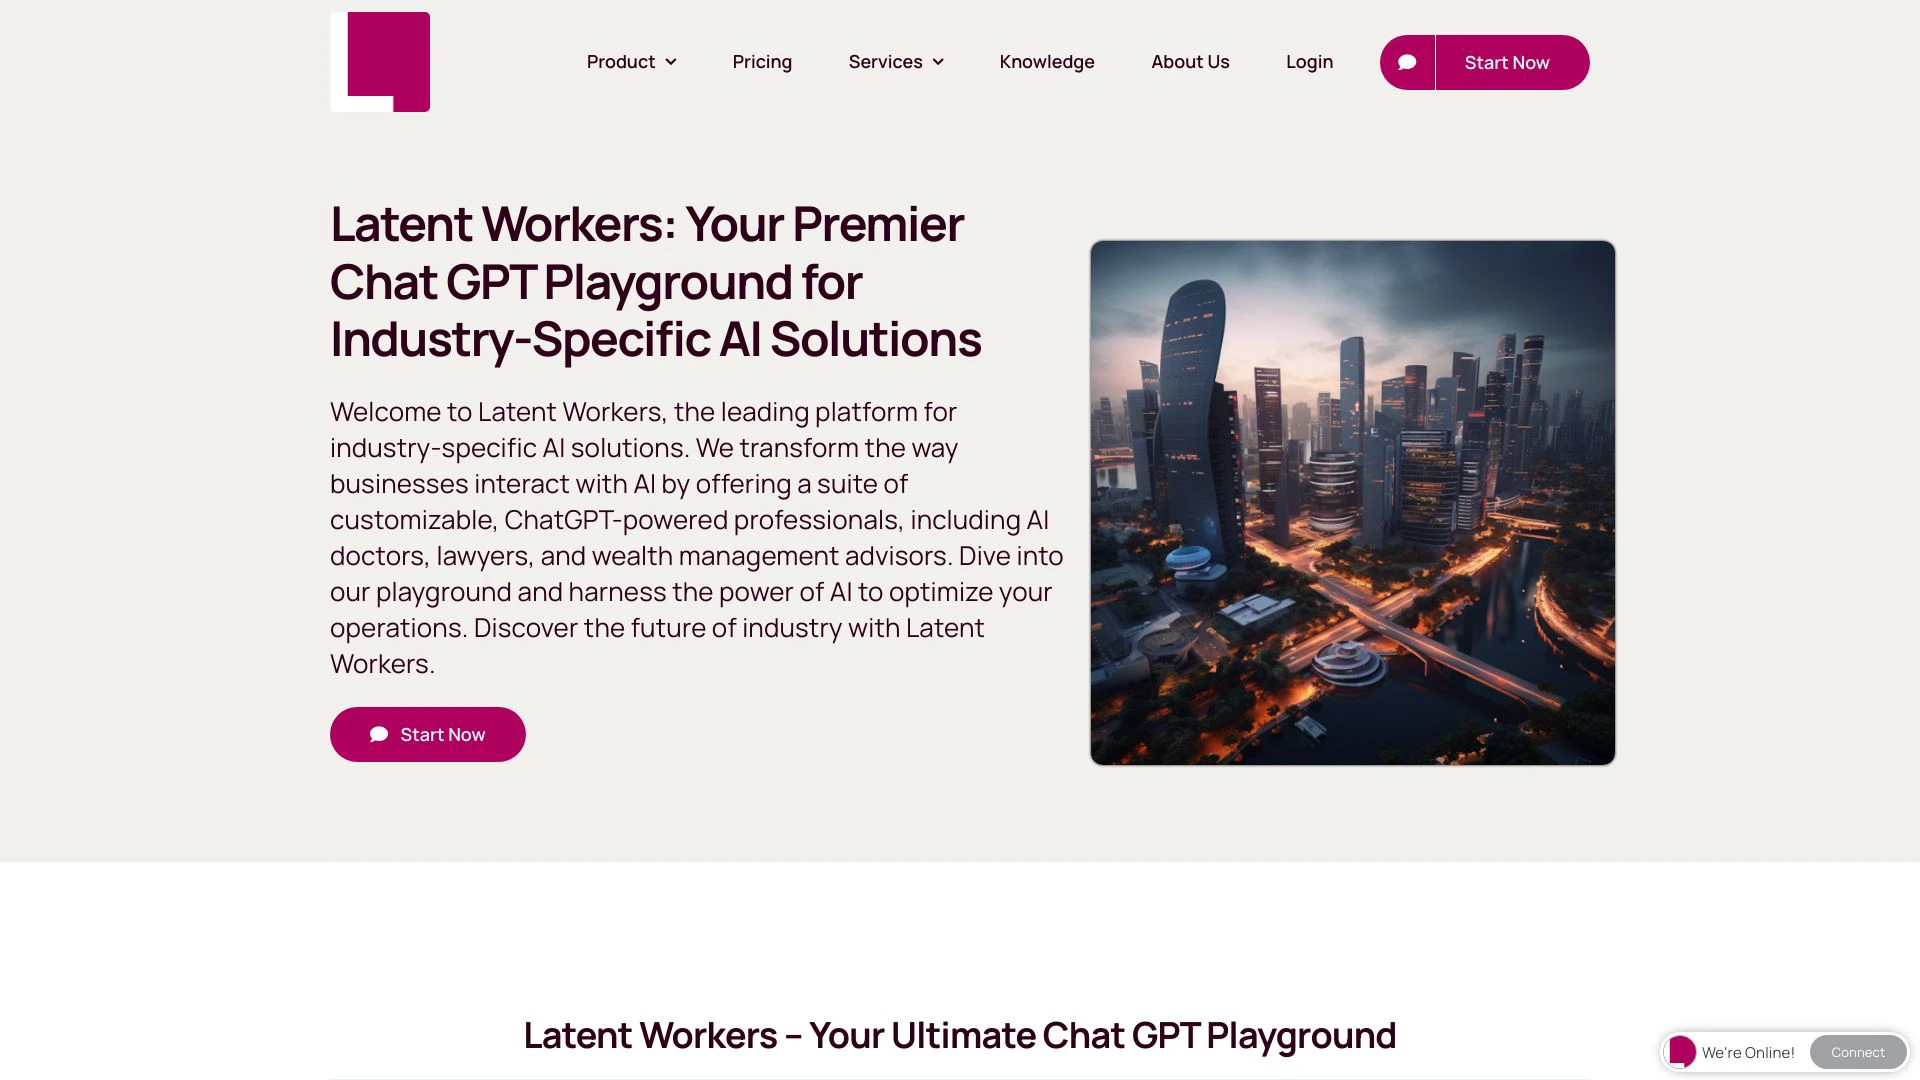 Product
Pricing
Services
Knowledge
About Us
Login
Start Now
Latent Workers: Your Premier
Chat GPT Playground for
Industry-Specific AI Solutions
Welcome to Latent Workers, the leading platform for
industry-specific AI solutions. We transform the way
businesses interact with AI by offering a suite of
customizable, ChatGPT-powered professionals, including AI
doctors, lawyers, and wealth management advisors. Dive into
our playground and harness the power of AI to optimize your
operations. Discover the future of industry with Latent
Workers.
Start Now
Latent Workers – Your Ultimate Chat GPT Playground
We're Online!
Connect